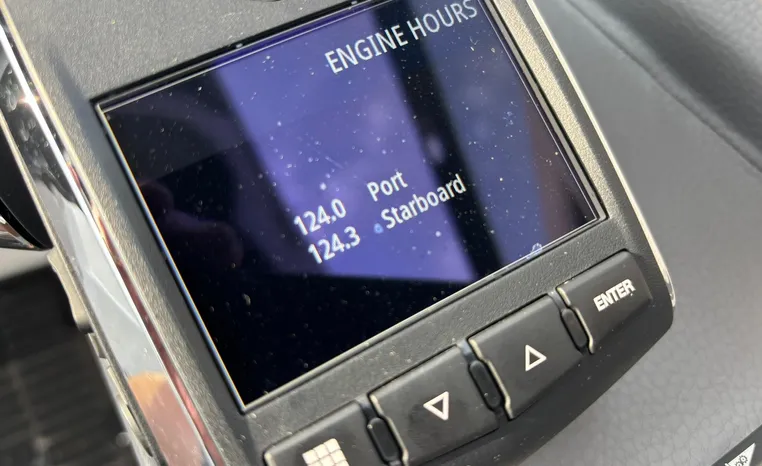 ENGINE HOURS
124.0 Port
124.3 Starboard
ENTER